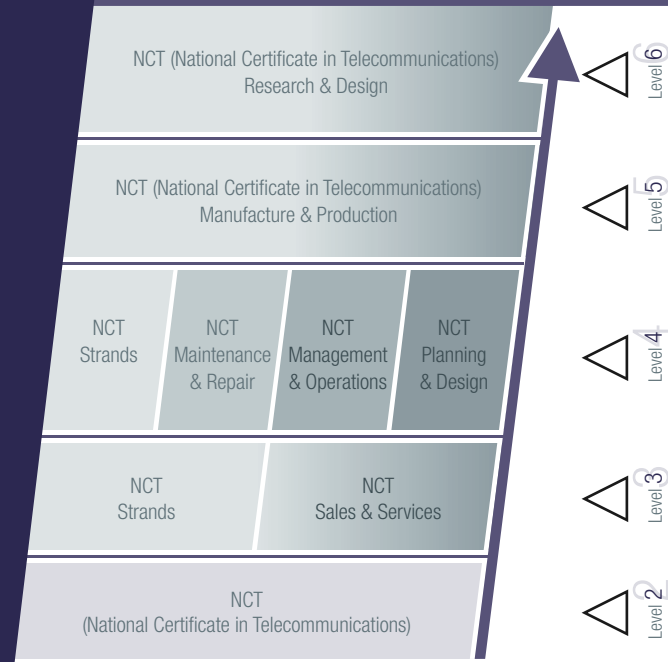 NCT (National Certificate in Telecommunications)
Research & Design
Level 6
NCT (National Certificate in Telecommunications)
Manufacture & Production
Level 5
NCT
Strands
NCT
Maintenance
& Repair
NCT
Management
& Operations
NCT
Planning
& Design
Level 4
NCT
Strands
NCT
Sales & Services
Level 3
NCT
(National Certificate in Telecommunications)
Level 2